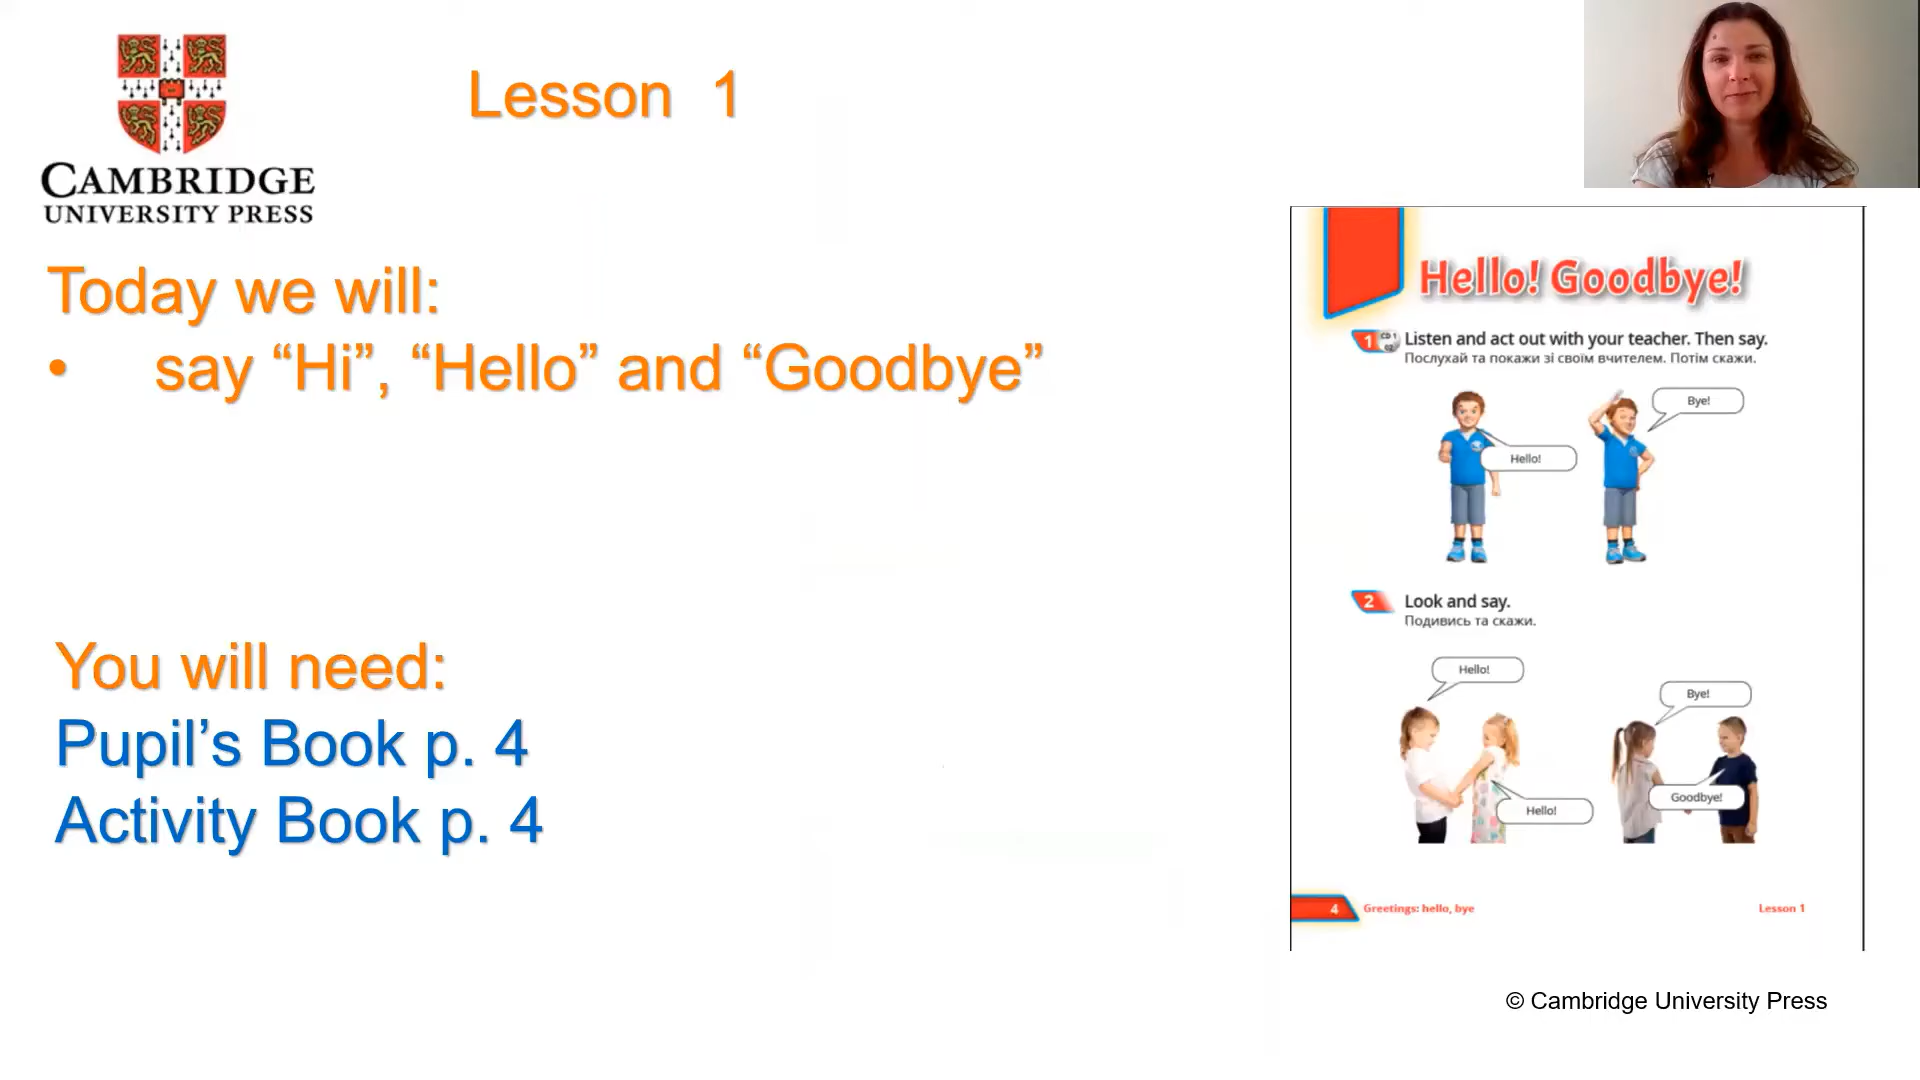 CAMBRIDGE
UNIVERSITY PRESS
Lesson 1
Today we will:
• say “Hi”, “Hello” and “Goodbye”
You will need:
Pupil’s Book p. 4
Activity Book p. 4
Hello! Goodbye!
1 CD 1 02 Listen and act out with your teacher. Then say.
Послухай та покажи зі своїм вчителем. Потім скажи.
Bye!
Hello!
2 Look and say.
Подивись та скажи.
Hello!
Bye!
Goodbye!
Hello!
4 Greetings: hello, bye Lesson 1
© Cambridge University Press